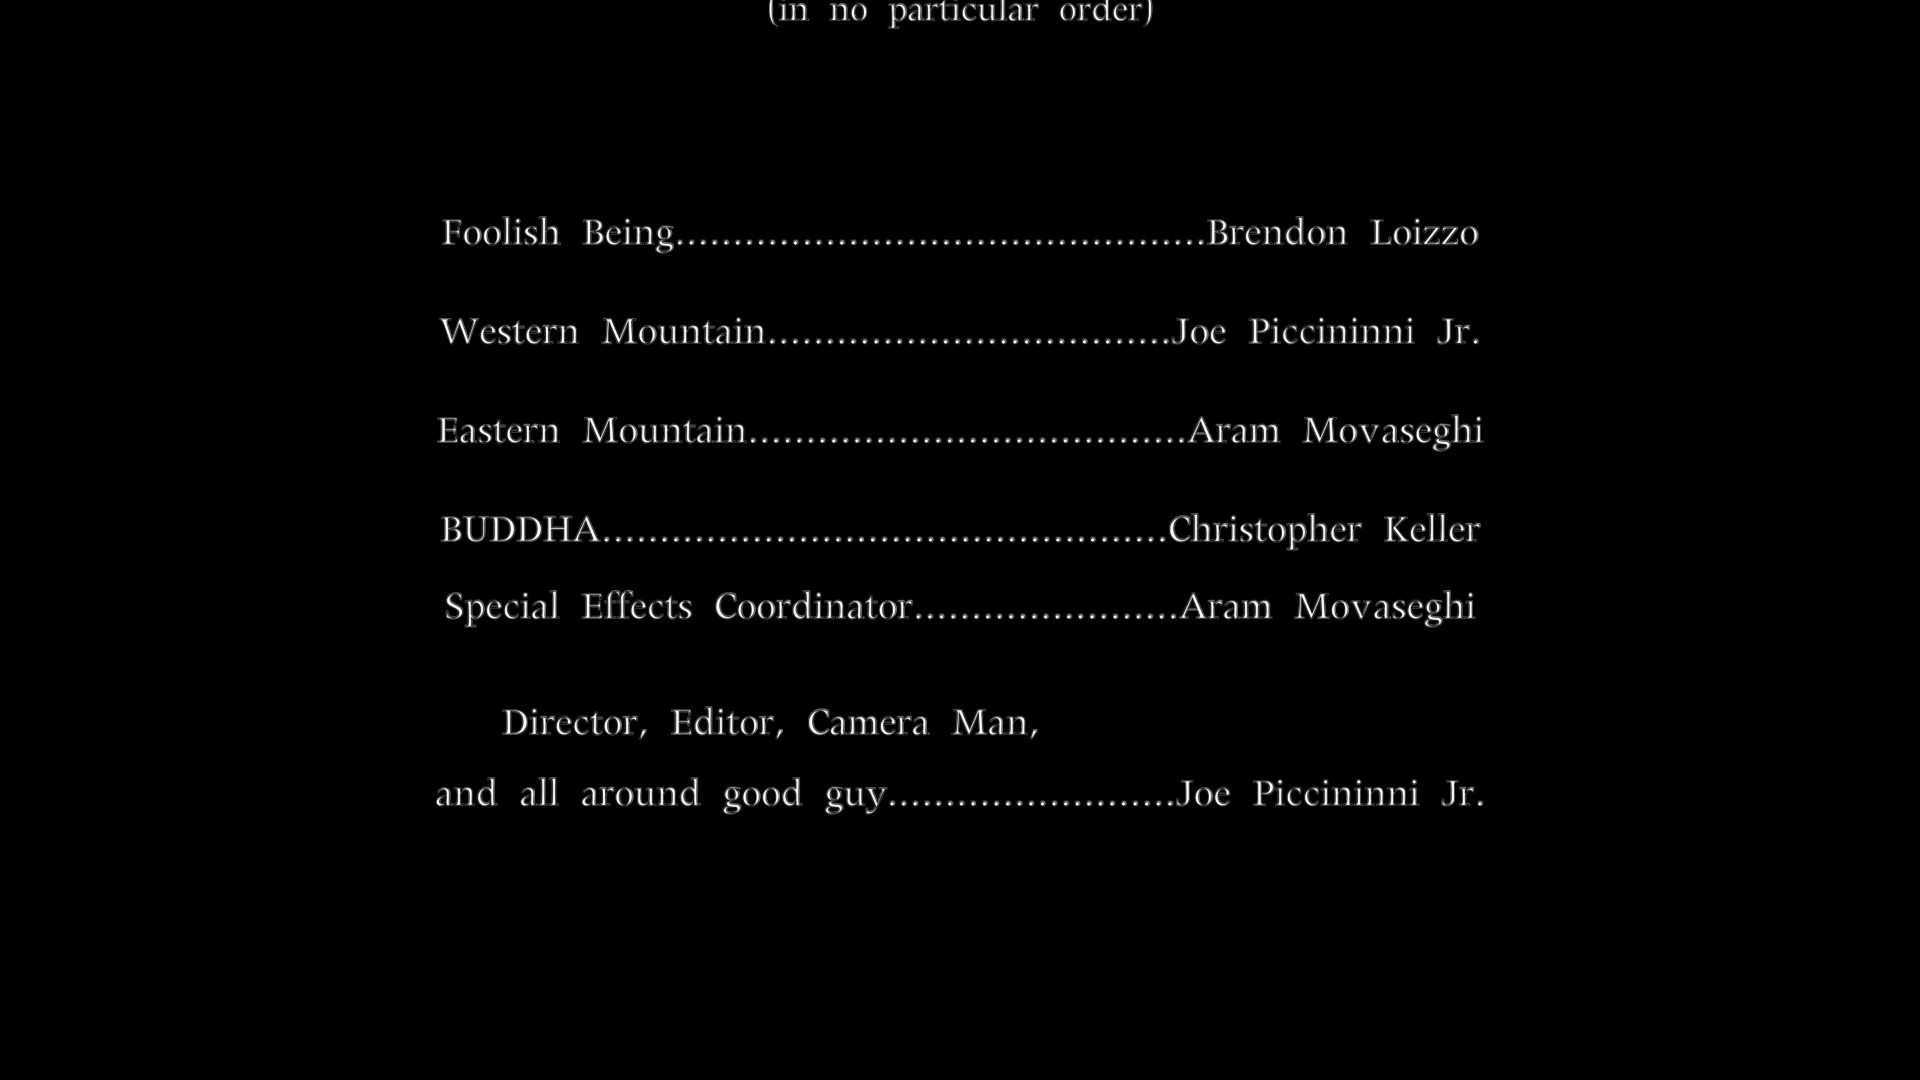 (in no particular order)
Foolish Being..............................................Brendon Loizzo
Western Mountain...................................Joe Piccininni Jr.
Eastern Mountain......................................Aram Movaseghi
BUDDHA.................................................Christopher Keller
Special Effects Coordinator.......................Aram Movaseghi
Director, Editor, Camera Man,
and all around good guy.........................Joe Piccininni Jr.